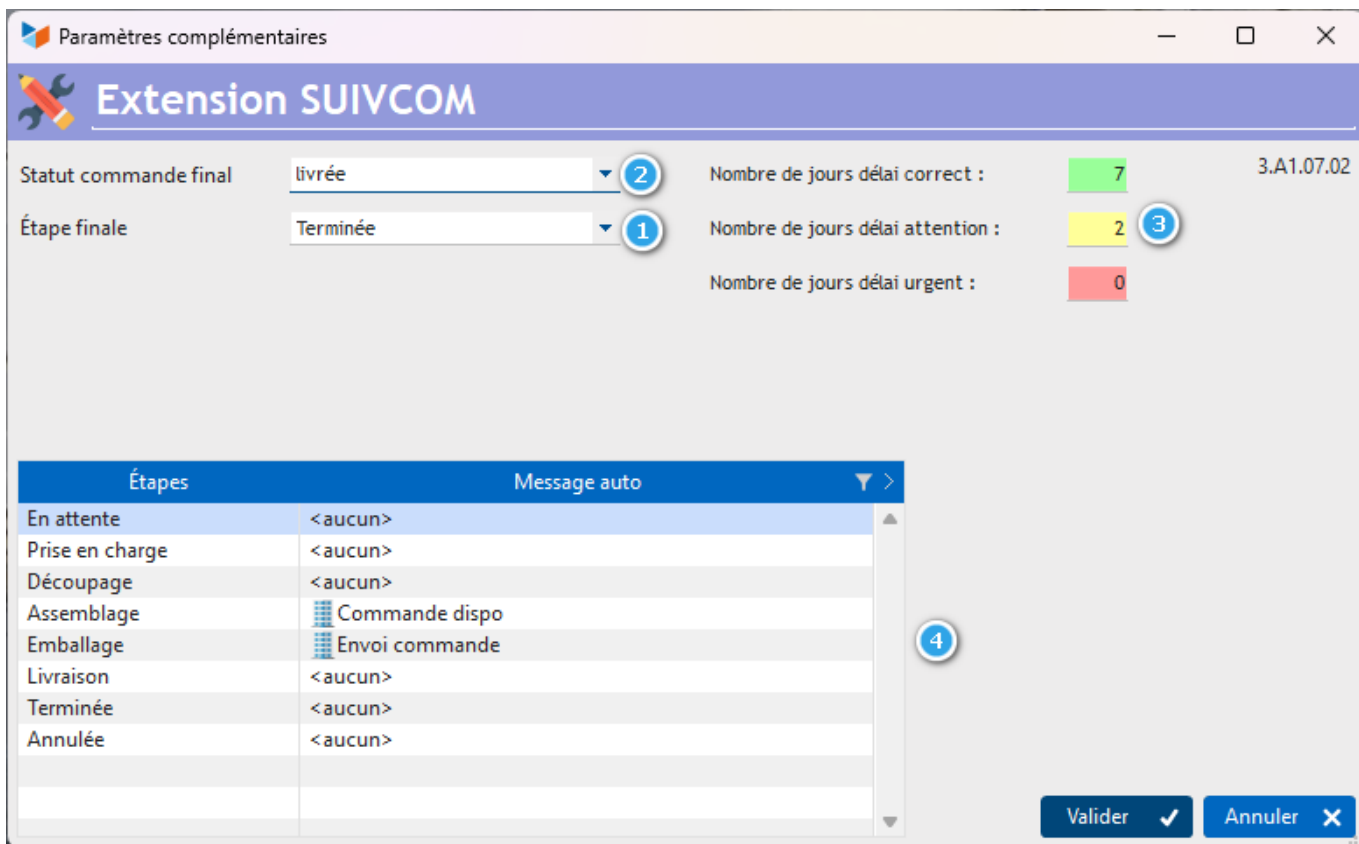 Paramètres complémentaires
Extension SUIVCOM
Statut commande final livrée 2 Nombre de jours délai correct : 7 3.A1.07.02
Étape finale Terminée 1 Nombre de jours délai attention : 2 3
Nombre de jours délai urgent : 0
Étapes Message auto
En attente <aucun>
Prise en charge <aucun>
Découpage <aucun>
Assemblage Commande dispo
Emballage Envoi commande 4
Livraison <aucun>
Terminée <aucun>
Annulée <aucun>
Valider Annuler